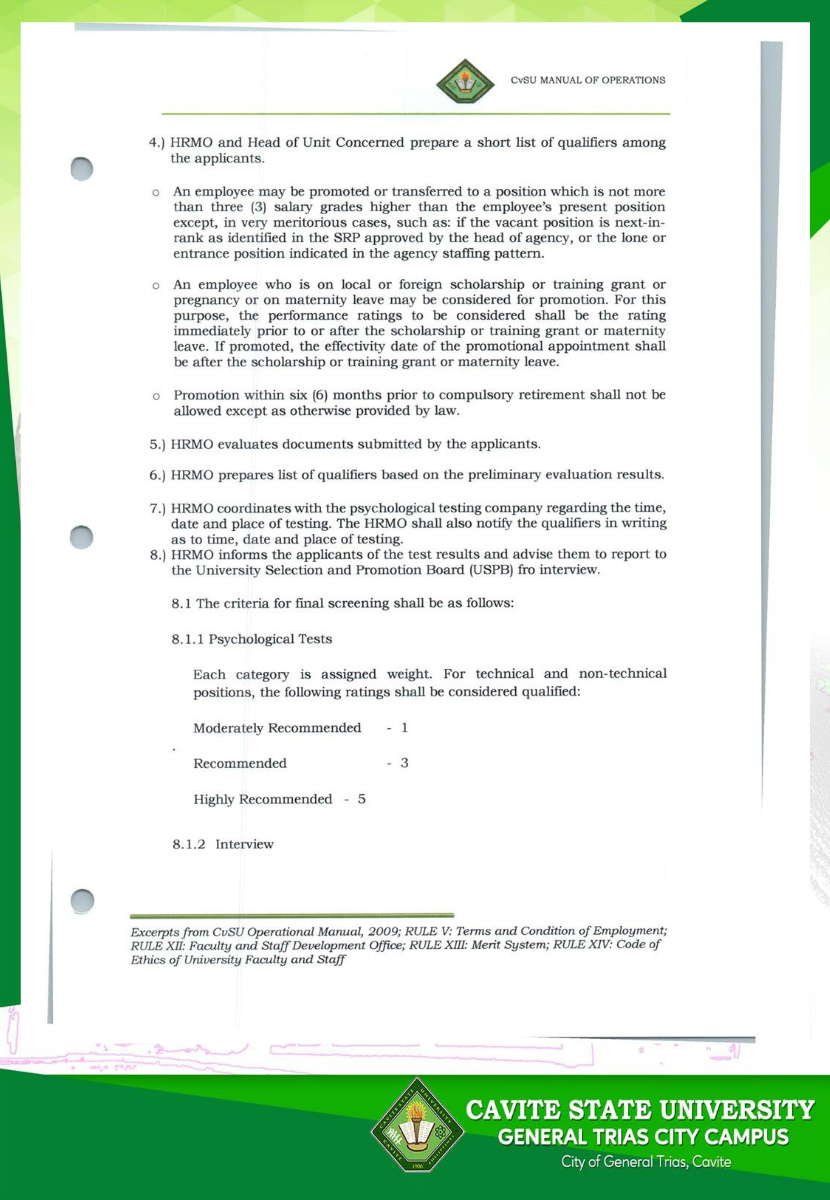 CvSU MANUAL OF OPERATIONS
4.) HRMO and Head of Unit Concerned prepare a short list of qualifiers among
the applicants.
o An employee may be promoted or transferred to a position which is not more
than three (3) salary grades higher than the employee's present position
except, in very meritorious cases, such as: if the vacant position is next-in-
rank as identified in the SRP approved by the head of agency, or the lone or
entrance position indicated in the agency staffing pattern.
o An employee who is on local or foreign scholarship or training grant or
pregnancy or on maternity leave may be considered for promotion. For this
purpose, the performance ratings to be considered shall be the rating
immediately prior to or after the scholarship or training grant or maternity
leave. If promoted, the effectivity date of the promotional appointment shall
be after the scholarship or training grant or maternity leave.
o Promotion within six (6) months prior to compulsory retirement shall not be
allowed except as otherwise provided by law.
5.) HRMO evaluates documents submitted by the applicants.
6.) HRMO prepares list of qualifiers based on the preliminary evaluation results.
7.) HRMO coordinates with the psychological testing company regarding the time,
date and place of testing. The HRMO shall also notify the qualifiers in writing
as to time, date and place of testing.
8.) HRMO informs the applicants of the test results and advise them to report to
the University Selection and Promotion Board (USPB) fro interview.
8.1 The criteria for final screening shall be as follows:
8.1.1 Psychological Tests
Each category is assigned weight. For technical and non-technical
positions, the following ratings shall be considered qualified:
Moderately Recommended - 1
Recommended - 3
Highly Recommended - 5
8.1.2 Interview
Excerpts from CvSU Operational Manual, 2009; RULE V: Terms and Condition of Employment;
RULE XII: Faculty and Staff Development Office; RULE XIII: Merit System; RULE XIV: Code of
Ethics of University Faculty and Staff
CAVITE STATE UNIVERSITY
CAVITE PHILIPPINES
1906
CAVITE STATE UNIVERSITY
GENERAL TRIAS CITY CAMPUS
City of General Trias, Cavite